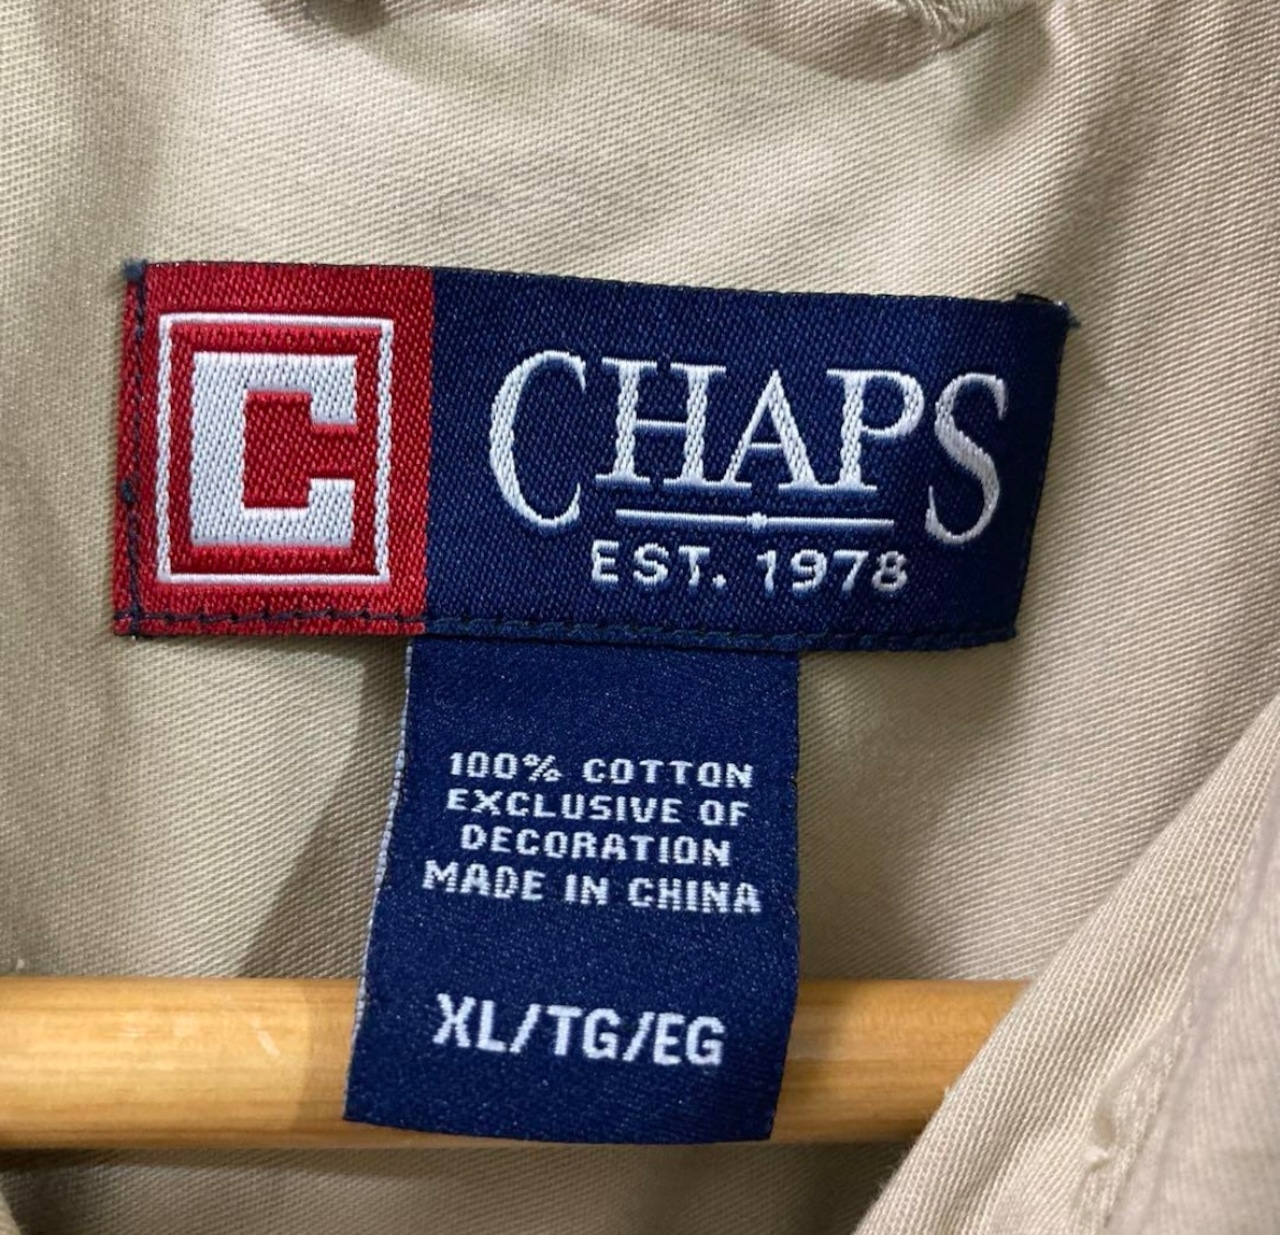 C
CHAPS
EST. 1978
100% COTTON
EXCLUSIVE OF
DECORATION
MADE IN CHINA
XL/TG/EG